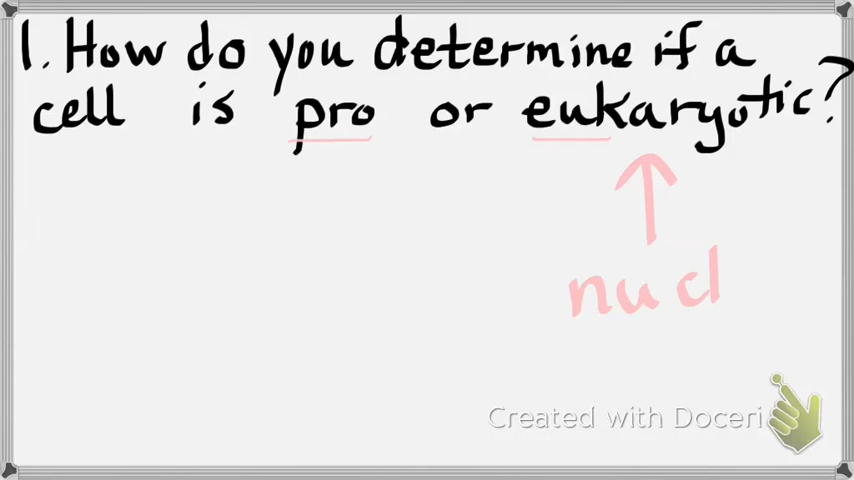 1. How do you determine if a
cell is pro or eukaryotic?
nucl
Created with Doceri